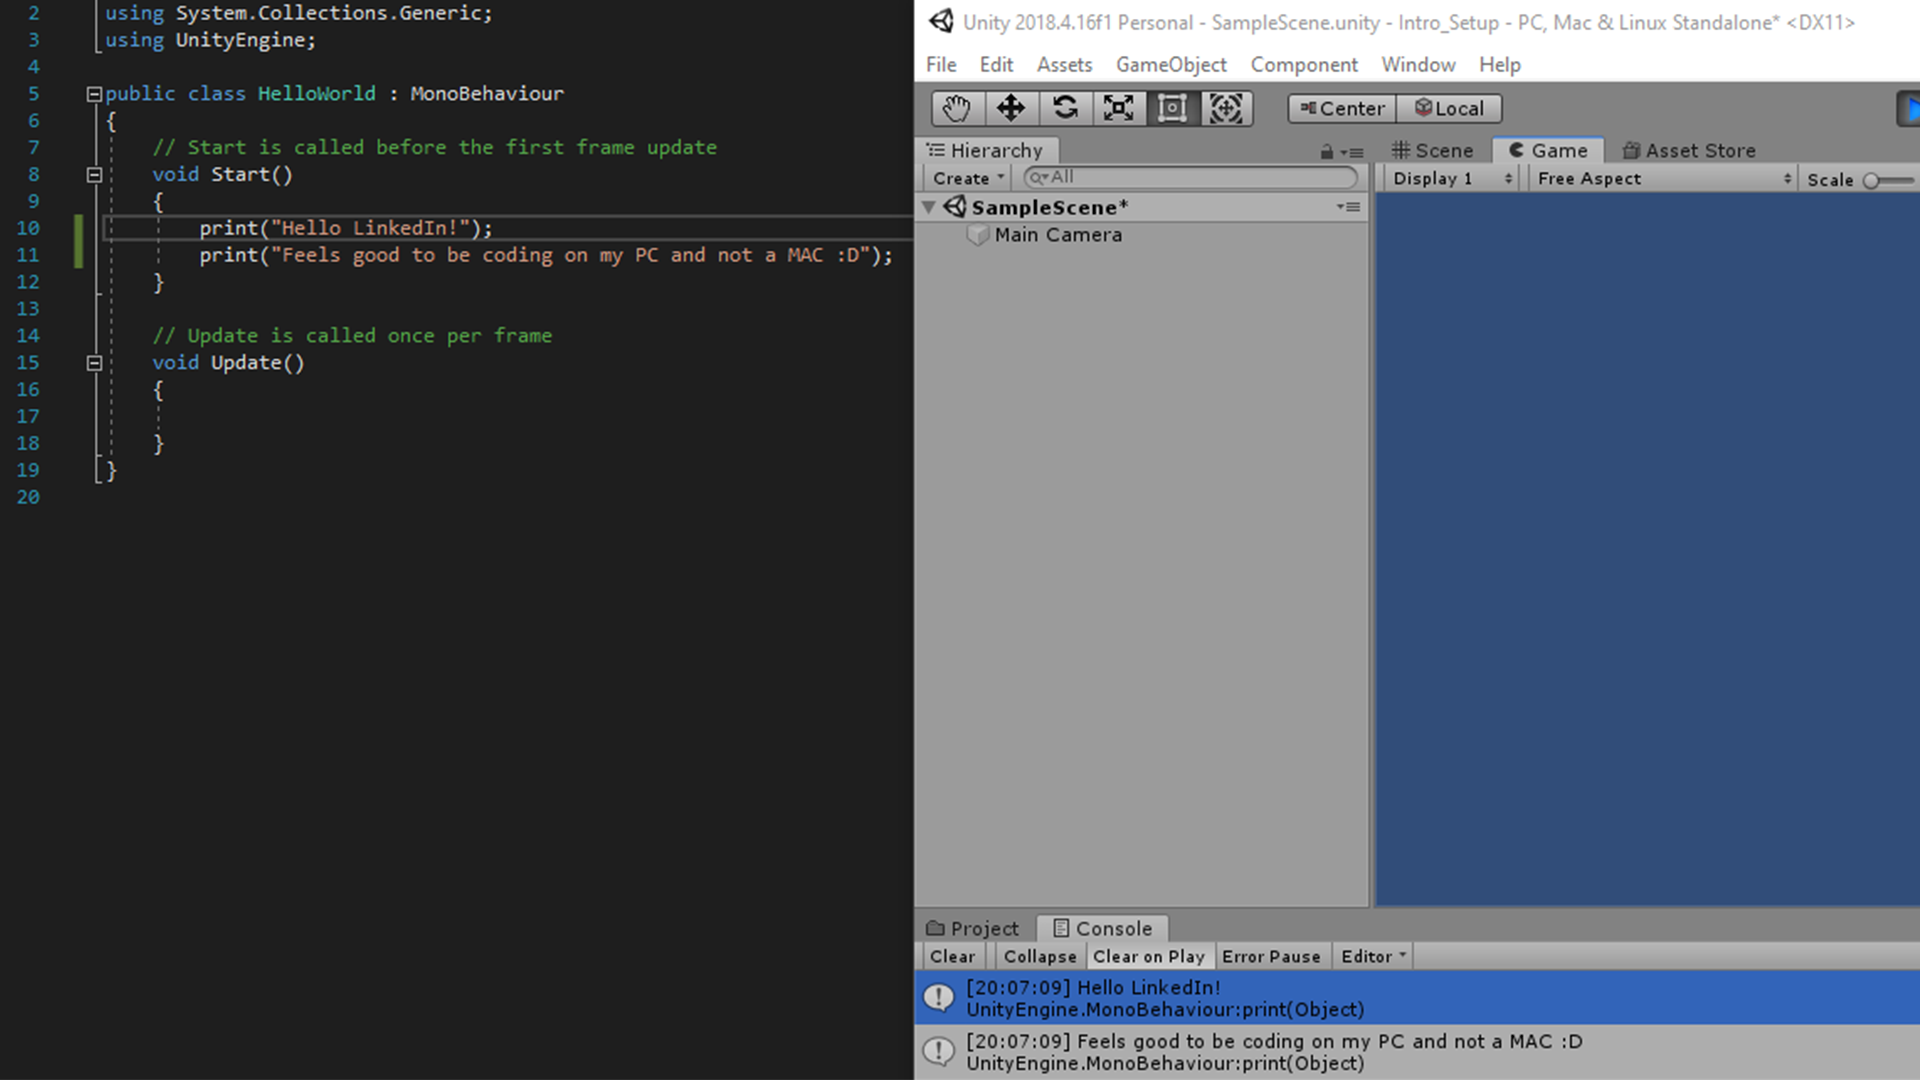 2 using System.Collections.Generic;
3 using UnityEngine;
4
5 public class HelloWorld : MonoBehaviour
6 {
7 // Start is called before the first frame update
8 void Start()
9 {
10 print("Hello LinkedIn!");
11 print("Feels good to be coding on my PC and not a MAC :D");
12 }
13
14 // Update is called once per frame
15 void Update()
16 {
17
18 }
19 }
20
Unity 2018.4.16f1 Personal - SampleScene.unity - Intro_Setup - PC, Mac & Linux Standalone* <DX11>
File Edit Assets GameObject Component Window Help
Center Local
Hierarchy
Create All
SampleScene*
Main Camera
Scene Game Asset Store
Display 1 Free Aspect Scale
Project Console
Clear Collapse Clear on Play Error Pause Editor
[20:07:09] Hello LinkedIn!
UnityEngine.MonoBehaviour:print(Object)
[20:07:09] Feels good to be coding on my PC and not a MAC :D
UnityEngine.MonoBehaviour:print(Object)